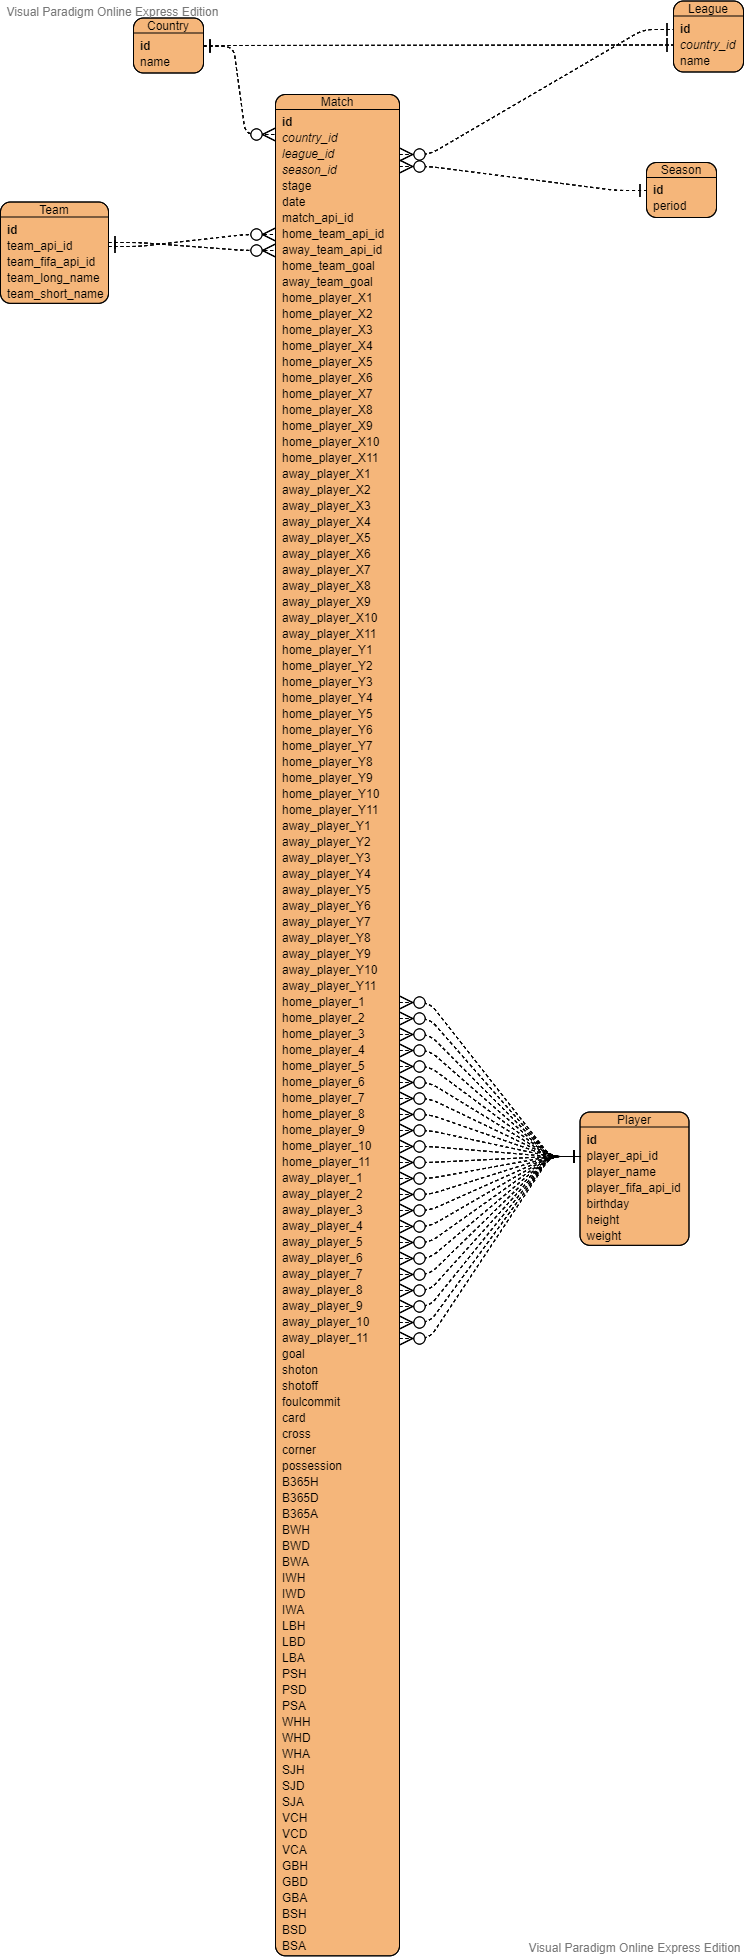 Visual Paradigm Online Express Edition
Country
id
name
League
id
country_id
name
Match
id
country_id
league_id
season_id
stage
date
match_api_id
home_team_api_id
away_team_api_id
home_team_goal
away_team_goal
home_player_X1
home_player_X2
home_player_X3
home_player_X4
home_player_X5
home_player_X6
home_player_X7
home_player_X8
home_player_X9
home_player_X10
home_player_X11
away_player_X1
away_player_X2
away_player_X3
away_player_X4
away_player_X5
away_player_X6
away_player_X7
away_player_X8
away_player_X9
away_player_X10
away_player_X11
home_player_Y1
home_player_Y2
home_player_Y3
home_player_Y4
home_player_Y5
home_player_Y6
home_player_Y7
home_player_Y8
home_player_Y9
home_player_Y10
home_player_Y11
away_player_Y1
away_player_Y2
away_player_Y3
away_player_Y4
away_player_Y5
away_player_Y6
away_player_Y7
away_player_Y8
away_player_Y9
away_player_Y10
away_player_Y11
home_player_1
home_player_2
home_player_3
home_player_4
home_player_5
home_player_6
home_player_7
home_player_8
home_player_9
home_player_10
home_player_11
away_player_1
away_player_2
away_player_3
away_player_4
away_player_5
away_player_6
away_player_7
away_player_8
away_player_9
away_player_10
away_player_11
goal
shoton
shotoff
foulcommit
card
cross
corner
possession
B365H
B365D
B365A
BWH
BWD
BWA
IWH
IWD
IWA
LBH
LBD
LBA
PSH
PSD
PSA
WHH
WHD
WHA
SJH
SJD
SJA
VCH
VCD
VCA
GBH
GBD
GBA
BSH
BSD
BSA
Season
id
period
Team
id
team_api_id
team_fifa_api_id
team_long_name
team_short_name
Player
id
player_api_id
player_name
player_fifa_api_id
birthday
height
weight
Visual Paradigm Online Express Edition